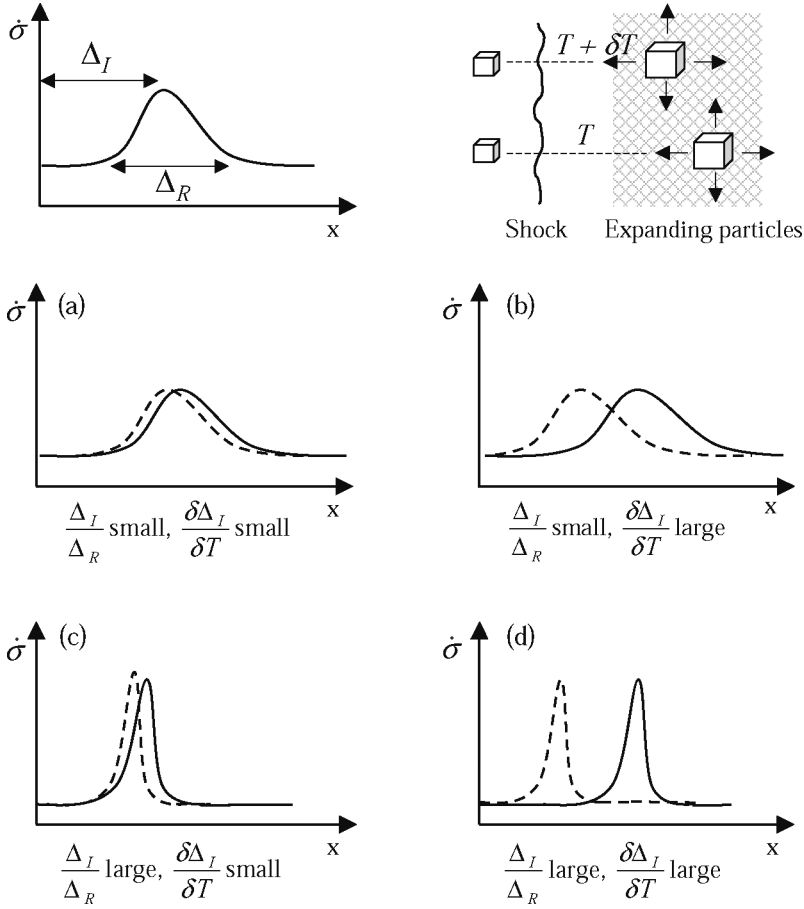 σ̇
Δ_I
Δ_R
x
T + δT
T
Shock
Expanding particles
σ̇
(a)
x
Δ_I / Δ_R small, δΔ_I / δT small
σ̇
(b)
x
Δ_I / Δ_R small, δΔ_I / δT large
σ̇
(c)
x
Δ_I / Δ_R large, δΔ_I / δT small
σ̇
(d)
x
Δ_I / Δ_R large, δΔ_I / δT large